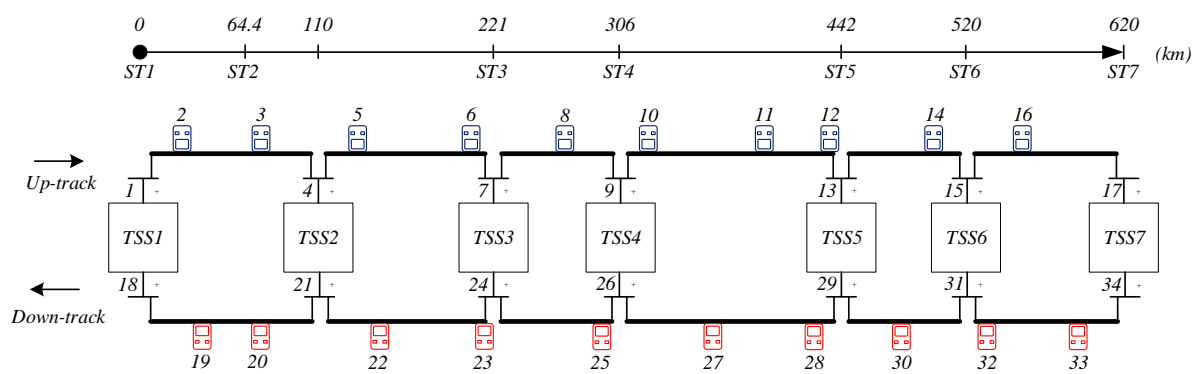 0 64.4 110 221 306 442 520 620
ST1 ST2 ST3 ST4 ST5 ST6 ST7 (km)
2 3 5 6 8 10 11 12 14 16
Up-track
1 4 7 9 13 15 17
TSS1 TSS2 TSS3 TSS4 TSS5 TSS6 TSS7
18 21 24 26 29 31 34
Down-track
19 20 22 23 25 27 28 30 32 33